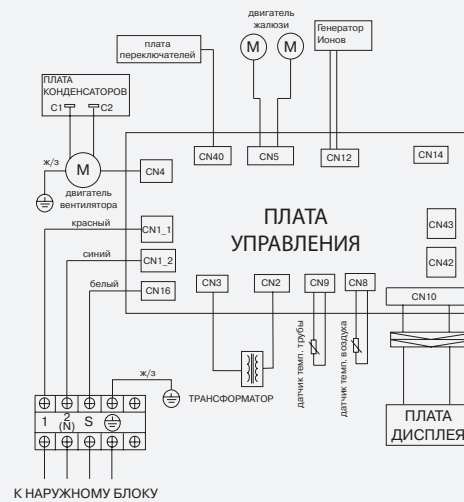 двигатель
жалюзи
плата
переключателей
M
M
Генератор
Ионов
ПЛАТА
КОНДЕНСАТОРОВ
C1
C2
CN40
CN5
CN12
CN14
ж/з
M
CN4
двигатель
вентилятора
красный
CN1_1
синий
CN1_2
белый
CN16
ПЛАТА
УПРАВЛЕНИЯ
CN43
CN42
CN3
CN2
CN9
CN8
CN10
датчик темп. трубы
датчик темп. воздуха
ж/з
ТРАНСФОРМАТОР
1
2
(N)
S
ПЛАТА
ДИСПЛЕЯ
К НАРУЖНОМУ БЛОКУ